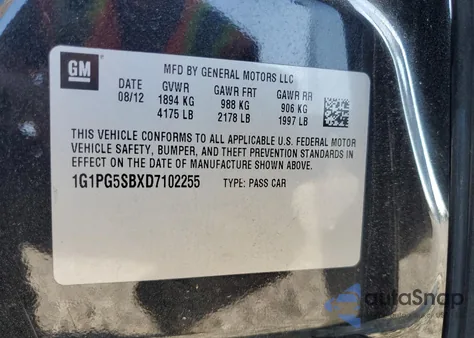 GM
MFD BY GENERAL MOTORS LLC
DATE GVWR GAWR FRT GAWR RR
08/12 1894 KG 988 KG 906 KG
4175 LB 2178 LB 1997 LB
THIS VEHICLE CONFORMS TO ALL APPLICABLE U.S. FEDERAL MOTOR
VEHICLE SAFETY, BUMPER, AND THEFT PREVENTION STANDARDS IN
EFFECT ON THE DATE OF MANUFACTURE SHOWN ABOVE.
1G1PG5SBXD7102255 TYPE: PASS CAR
autoSnap